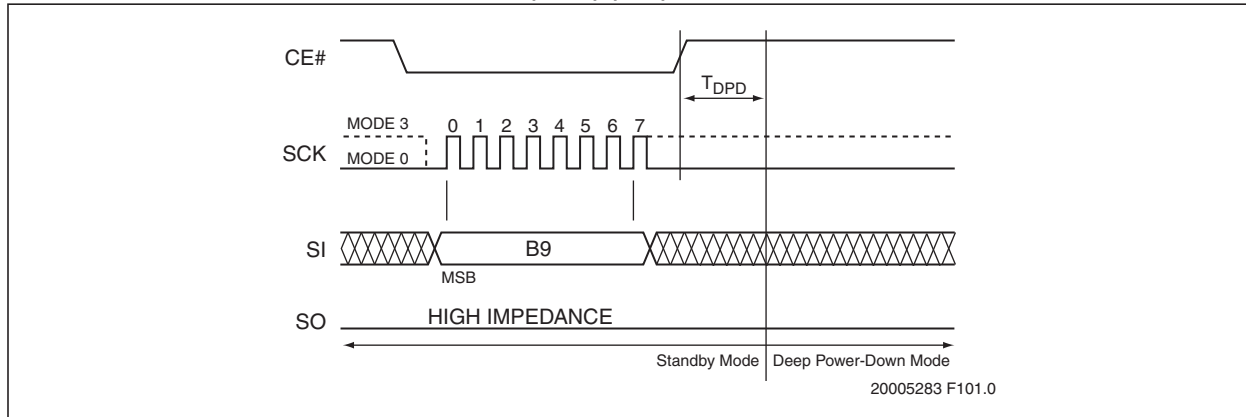 CE#
TDPD
MODE 3
0 1 2 3 4 5 6 7
SCK
MODE 0
SI
B9
MSB
SO
HIGH IMPEDANCE
Standby Mode
Deep Power-Down Mode
20005283 F101.0